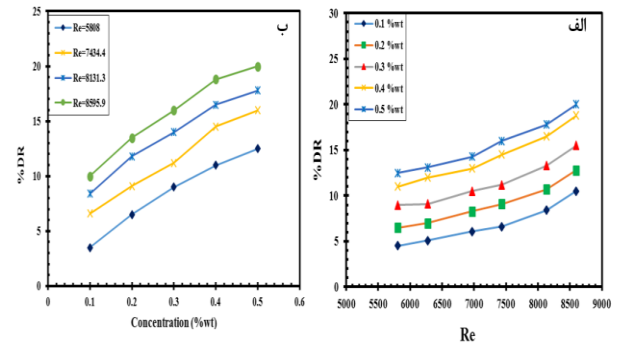 ب
25
20
15
10
5
0
%DR
Re=5808
Re=7434.4
Re=8131.3
Re=8595.9
0 0.1 0.2 0.3 0.4 0.5 0.6
Concentration (%wt)
الف
30
25
20
15
10
5
0
%DR
0.1 %wt
0.2 %wt
0.3 %wt
0.4 %wt
0.5 %wt
5000 5500 6000 6500 7000 7500 8000 8500 9000
Re